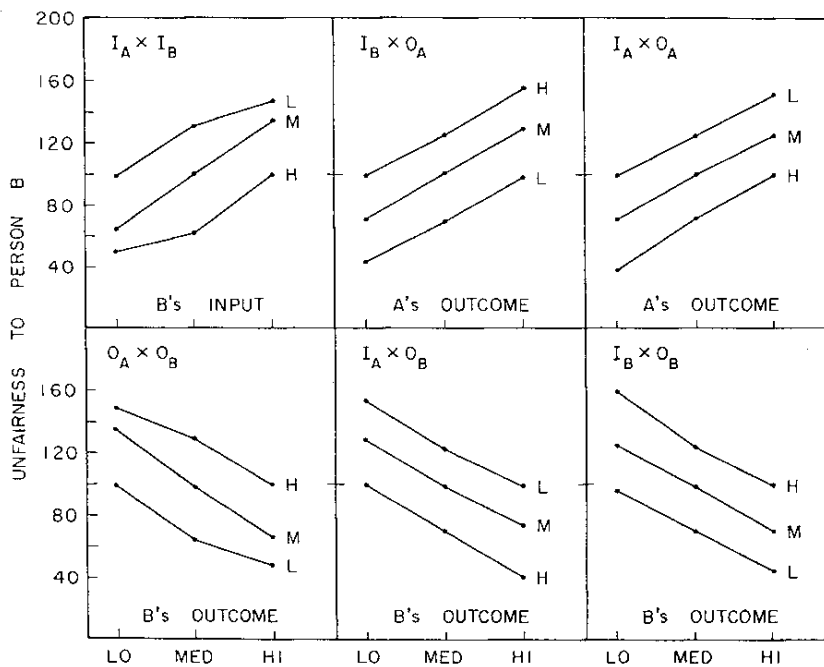 UNFAIRNESS TO PERSON B
200
160
120
80
40
I_A × I_B
L
M
H
B's INPUT
I_B × O_A
H
M
L
A's OUTCOME
I_A × O_A
L
M
H
A's OUTCOME
160
120
80
40
O_A × O_B
H
M
L
B's OUTCOME
I_A × O_B
L
M
H
B's OUTCOME
I_B × O_B
H
M
L
B's OUTCOME
LO MED HI
LO MED HI
LO MED HI